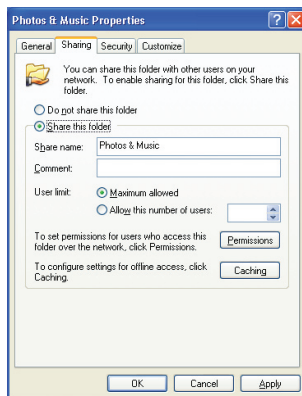 Photos & Music Properties
General Sharing Security Customize
You can share this folder with other users on your
network. To enable sharing for this folder, click Share this
folder.
Do not share this folder
Share this folder
Share name: Photos & Music
Comment:
User limit: Maximum allowed
Allow this number of users:
To set permissions for users who access this
folder over the network, click Permissions.
Permissions
To configure settings for offline access, click
Caching.
Caching
OK Cancel Apply